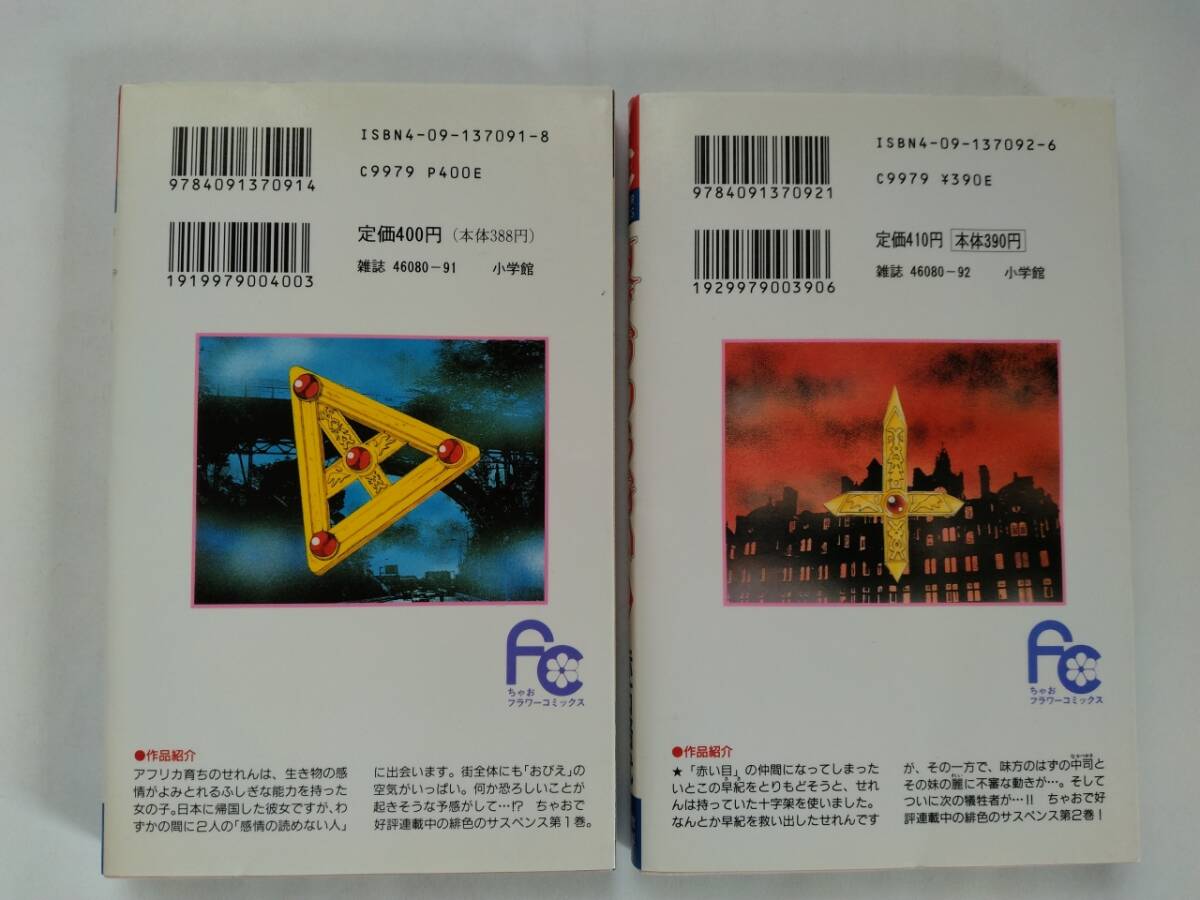 ISBN4-09-137091-8
9784091370914
C9979 P400E
定価400円(本体388円)
雑誌 46080-91 小学館
1919979004003
FC
ちゃお
フラワーコミックス
●作品紹介
アフリカ育ちのせれんは、生き物の感
情がよみとれるふしぎな能力を持った
女の子。日本に帰国した彼女ですが、わ
ずかの間に2人の「感情の読めない人」
に出会います。街全体にも「おびえ」の
空気がいっぱい。何か恐ろしいことが
起きそうな予感がして…!? ちゃおで
好評連載中の緋色のサスペンス第1巻。
ISBN4-09-137092-6
9784091370921
C9979 ¥390E
定価410円 本体390円
雑誌 46080-92 小学館
1929979003906
FC
ちゃお
フラワーコミックス
●作品紹介
★「赤い目」の仲間になってしまった
いとこの早紀をとりもどそうと、せれ
んは持っていた十字架を使いました。
なんとか早紀を救い出したせれんです
が、その一方で、味方のはずの中司と
その妹の麗に不審な動きが…。そして
ついに次の犠牲者が…!! ちゃおで好
評連載中の緋色のサスペンス第2巻!